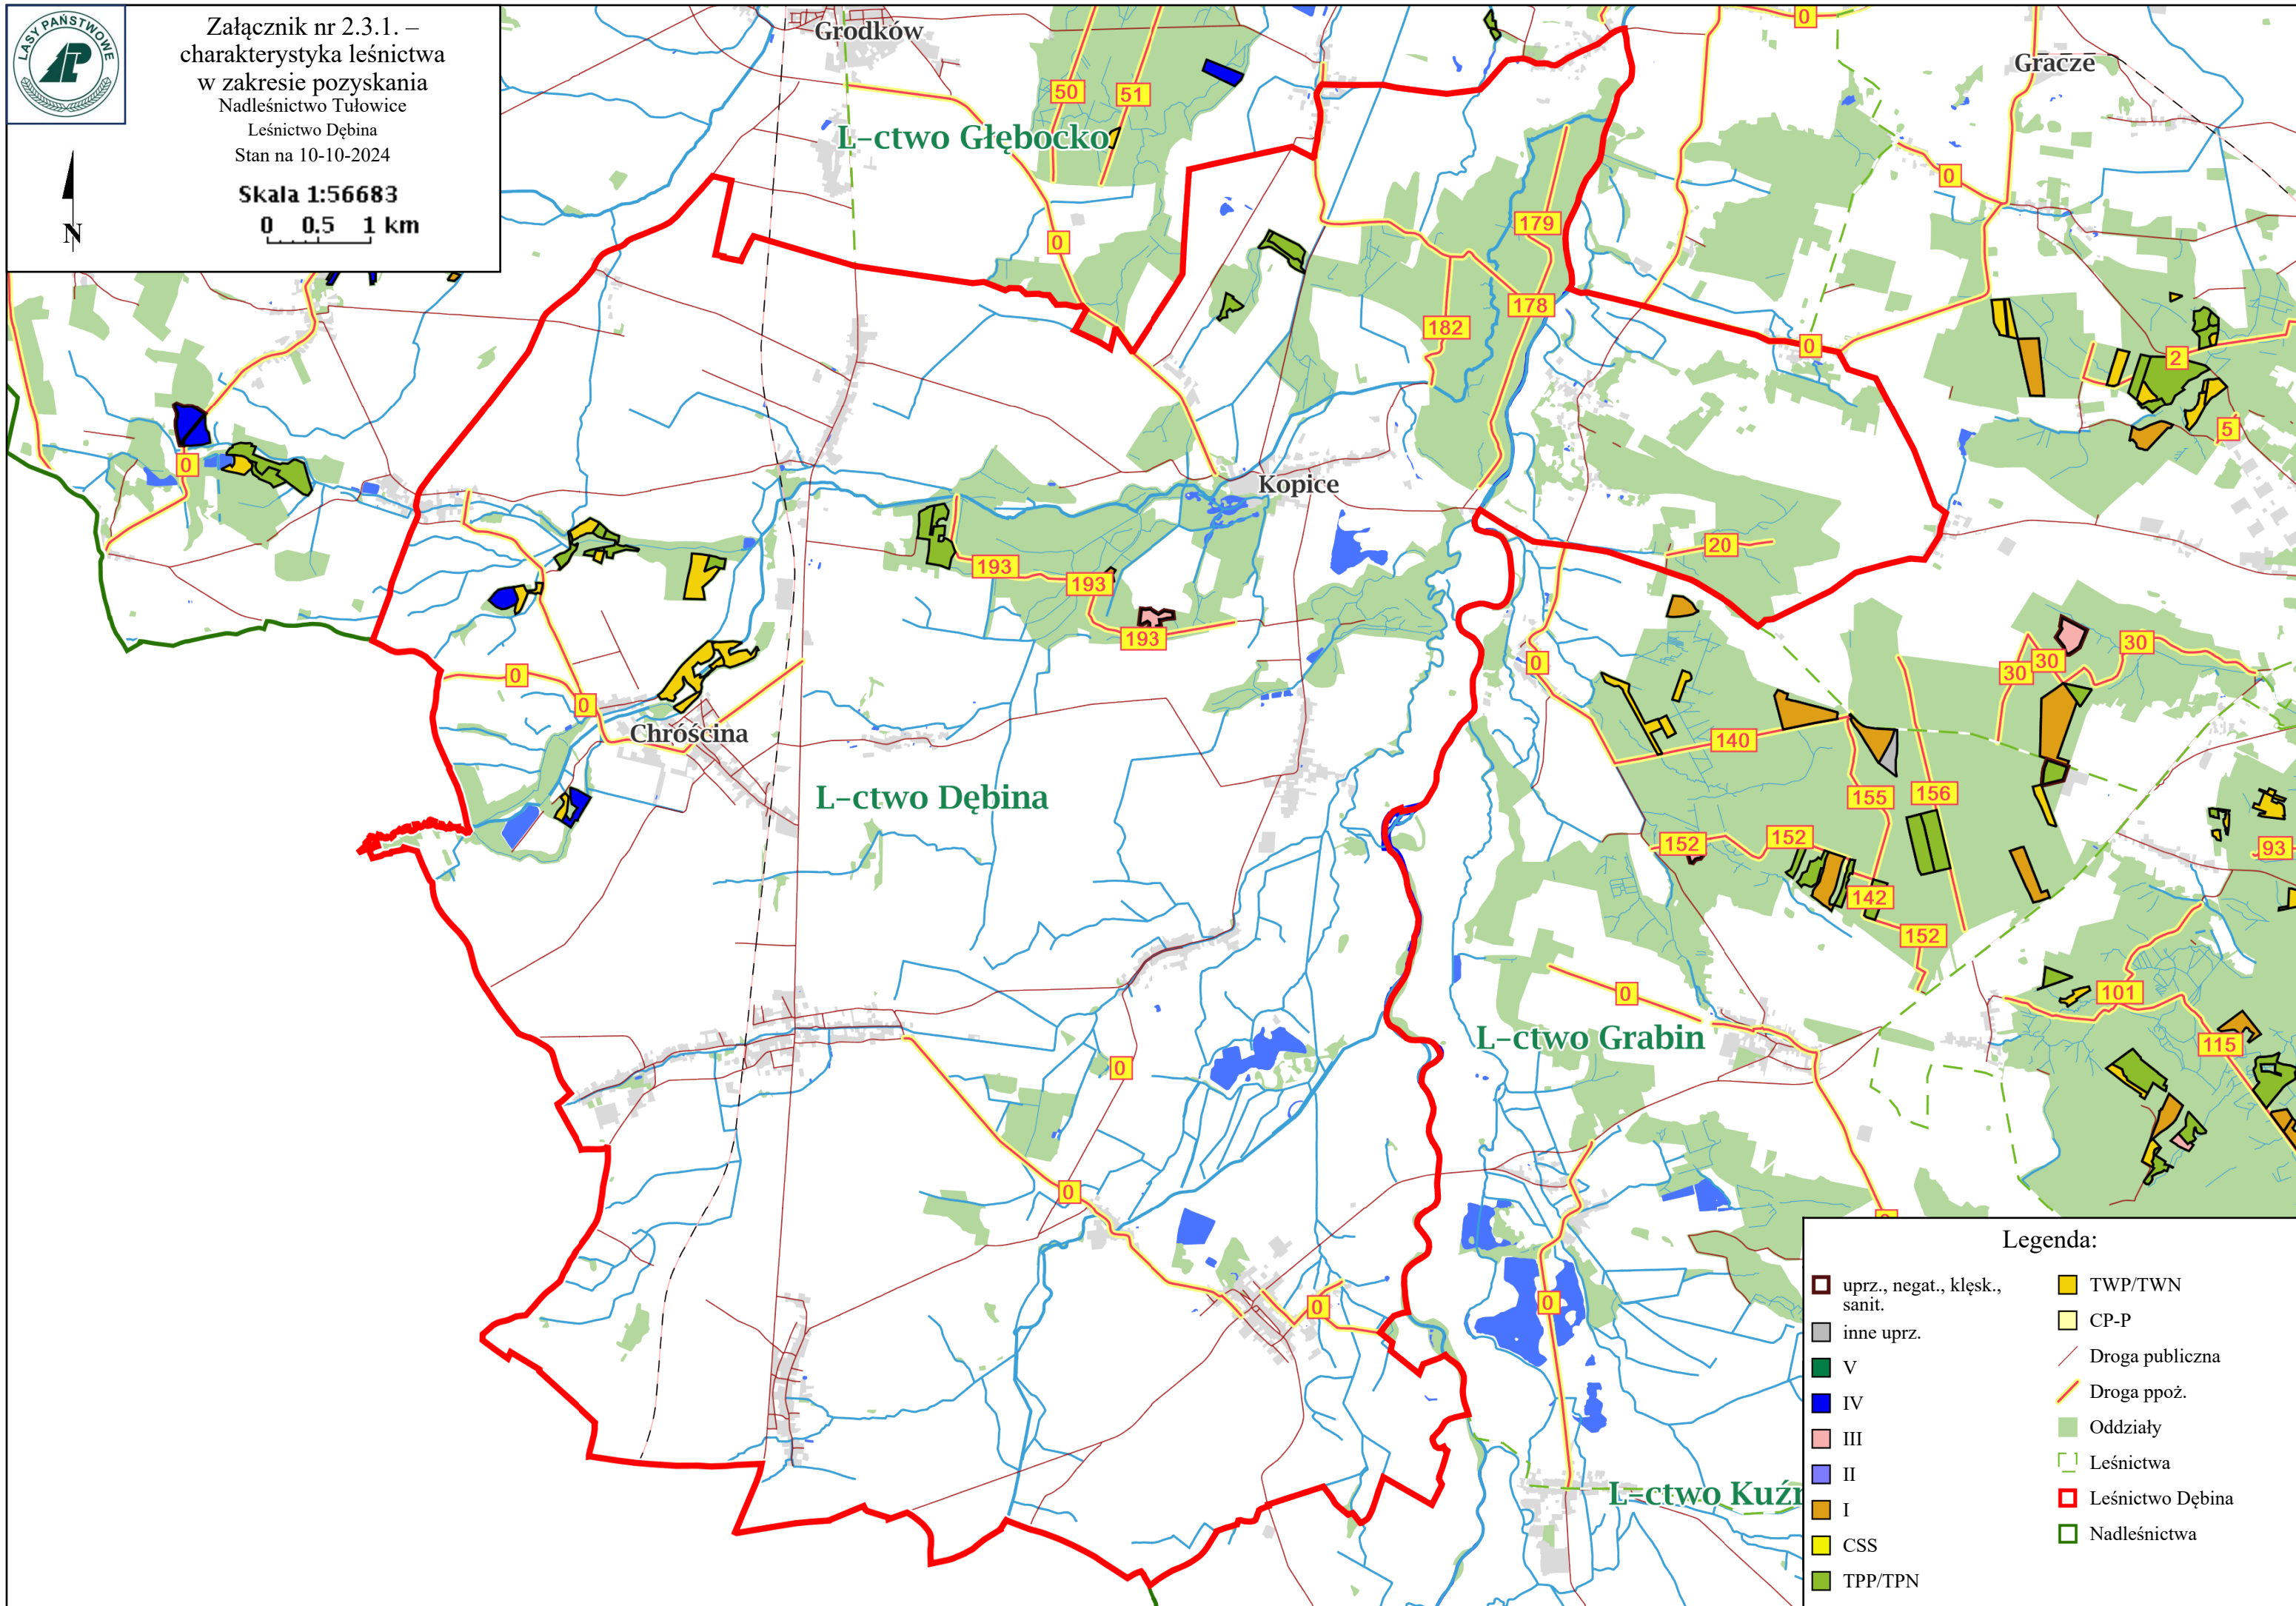 LASY PAŃSTWOWE
Załącznik nr 2.3.1. –
charakterystyka leśnictwa
w zakresie pozyskania
Nadleśnictwo Tułowice
Leśnictwo Dębina
Stan na 10-10-2024
Skala 1:56683
0 0.5 1 km
N
Grodków
Gracze
0
50
51
L-ctwo Głębocko
0
0
179
178
182
0
2
5
0
Kopice
20
193
193
193
0
0
0
30
30
30
Chróścina
140
L-ctwo Dębina
155
156
152
152
93
142
152
0
101
L-ctwo Grabin
115
0
0
0
0
L-ctwo Kuźr
Legenda:
uprz., negat., klęsk.,
sanit.
inne uprz.
V
IV
III
II
I
CSS
TPP/TPN
TWP/TWN
CP-P
Droga publiczna
Droga ppoż.
Oddziały
Leśnictwa
Leśnictwo Dębina
Nadleśnictwa